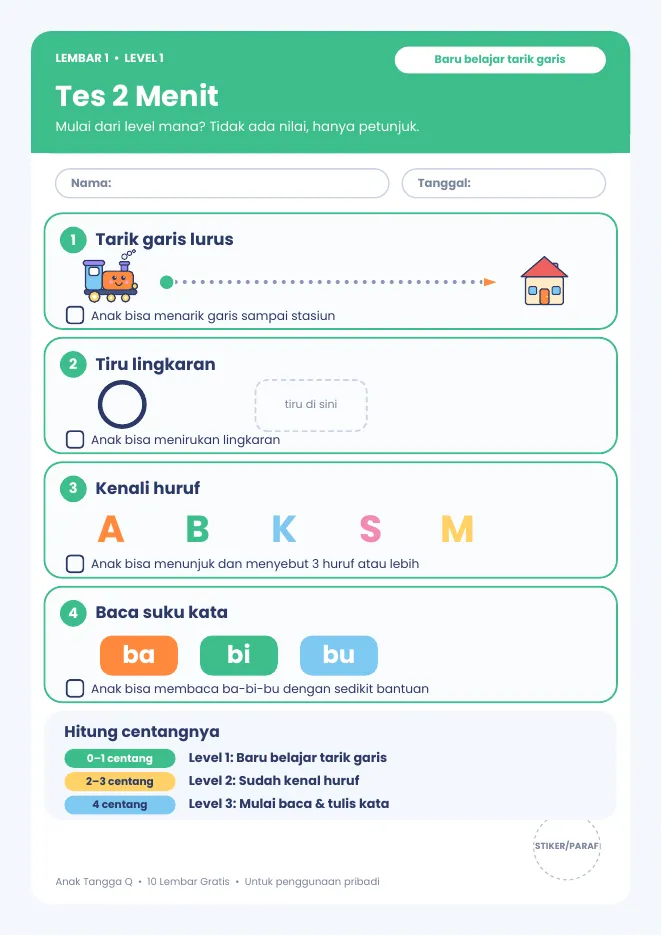 LEMBAR 1 • LEVEL 1
Baru belajar tarik garis
Tes 2 Menit
Mulai dari level mana? Tidak ada nilai, hanya petunjuk.
Nama:
Tanggal:
1 Tarik garis lurus
Anak bisa menarik garis sampai stasiun
2 Tiru lingkaran
tiru di sini
Anak bisa menirukan lingkaran
3 Kenali huruf
A B K S M
Anak bisa menunjuk dan menyebut 3 huruf atau lebih
4 Baca suku kata
ba bi bu
Anak bisa membaca ba-bi-bu dengan sedikit bantuan
Hitung centangnya
0–1 centang Level 1: Baru belajar tarik garis
2–3 centang Level 2: Sudah kenal huruf
4 centang Level 3: Mulai baca & tulis kata
STIKER/PARAF
Anak Tangga Q • 10 Lembar Gratis • Untuk penggunaan pribadi